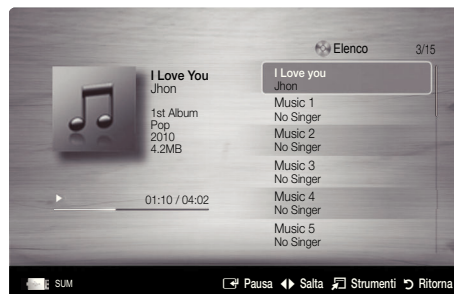 Elenco 3/15
I Love You
Jhon
1st Album
Pop
2010
4.2MB
01:10 / 04:02
I Love you
Jhon
Music 1
No Singer
Music 2
No Singer
Music 3
No Singer
Music 4
No Singer
Music 5
No Singer
SUM Pausa Salta Strumenti Ritorna